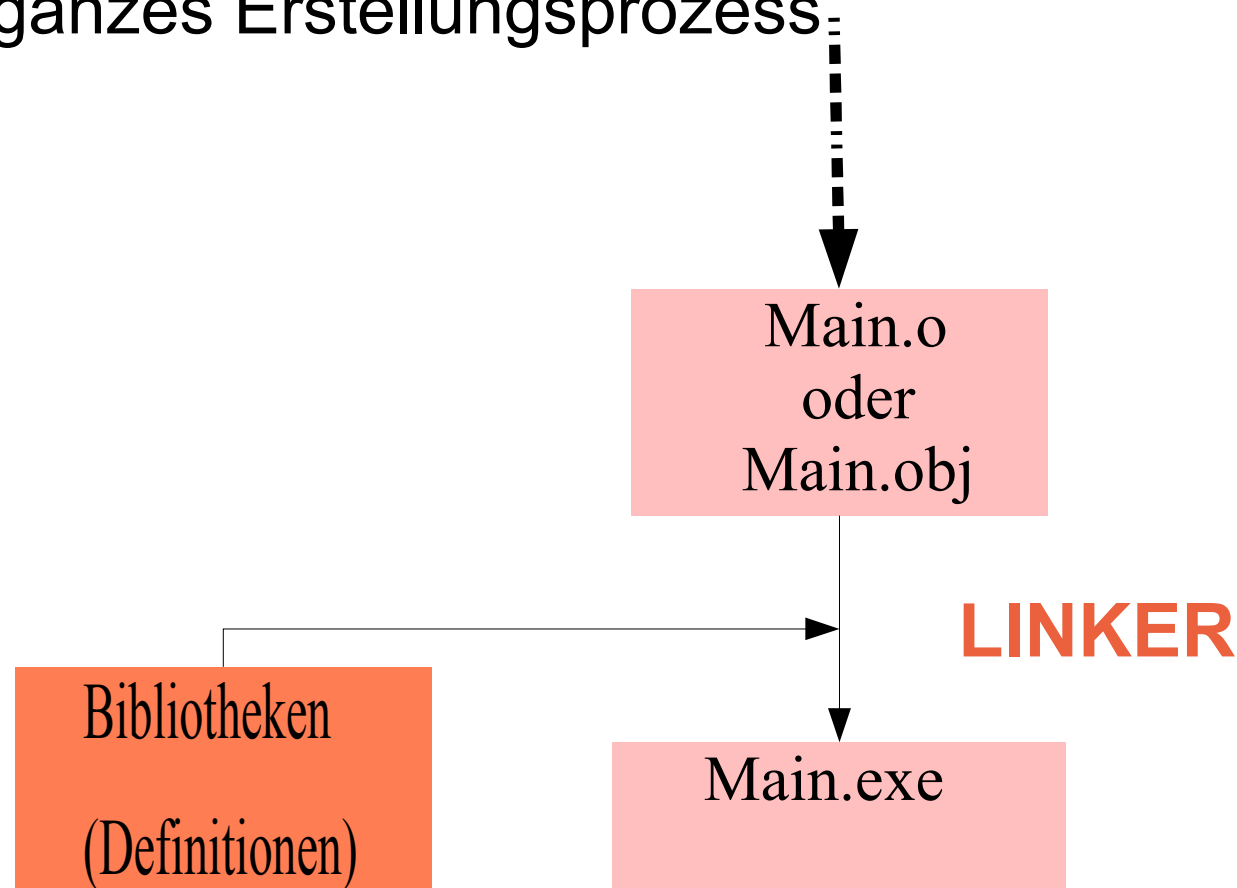 ganzes Erstellungsprozess
Main.o
oder
Main.obj
LINKER
Bibliotheken
(Definitionen)
Main.exe